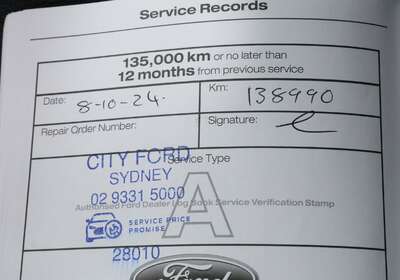 Service Records
135,000 km or no later than
12 months from previous service
Date: 8-10-24.
Km: 138990
Repair Order Number:
Signature:
Service Type
A
CITY FORD
SYDNEY
02 9331 5000
Authorised Ford Dealer Log Book Service Verification Stamp
SERVICE PRICE
PROMISE
28010
Ford